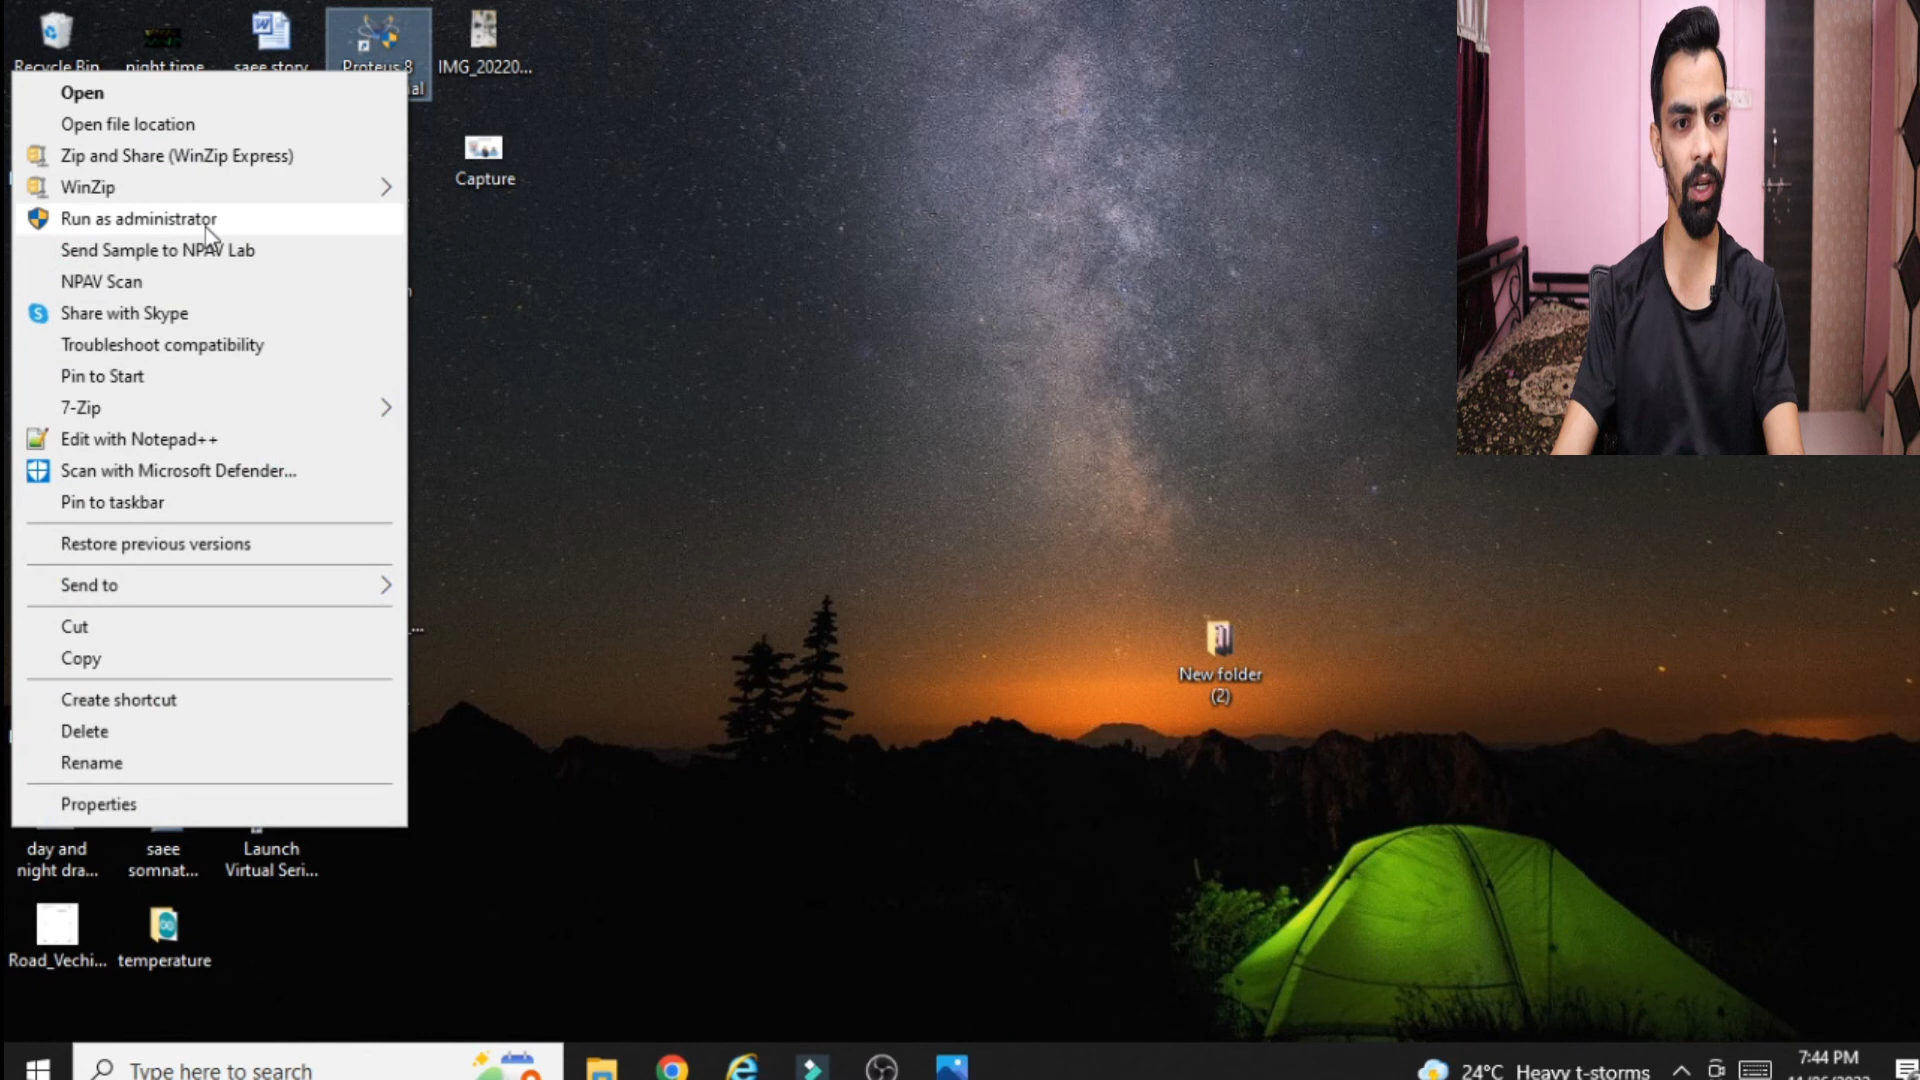 Recycle Bin
night time
saee story
Proteus 8
al
IMG_20220...
Capture
Open
Open file location
Zip and Share (WinZip Express)
WinZip
Run as administrator
Send Sample to NPAV Lab
NPAV Scan
Share with Skype
Troubleshoot compatibility
Pin to Start
7-Zip
Edit with Notepad++
Scan with Microsoft Defender...
Pin to taskbar
Restore previous versions
Send to
Cut
Copy
Create shortcut
Delete
Rename
Properties
New folder
(2)
day and
night dra...
saee
somnat...
Launch
Virtual Seri...
Road_Vechi...
temperature
Type here to search
24°C Heavy t-storms
7:44 PM